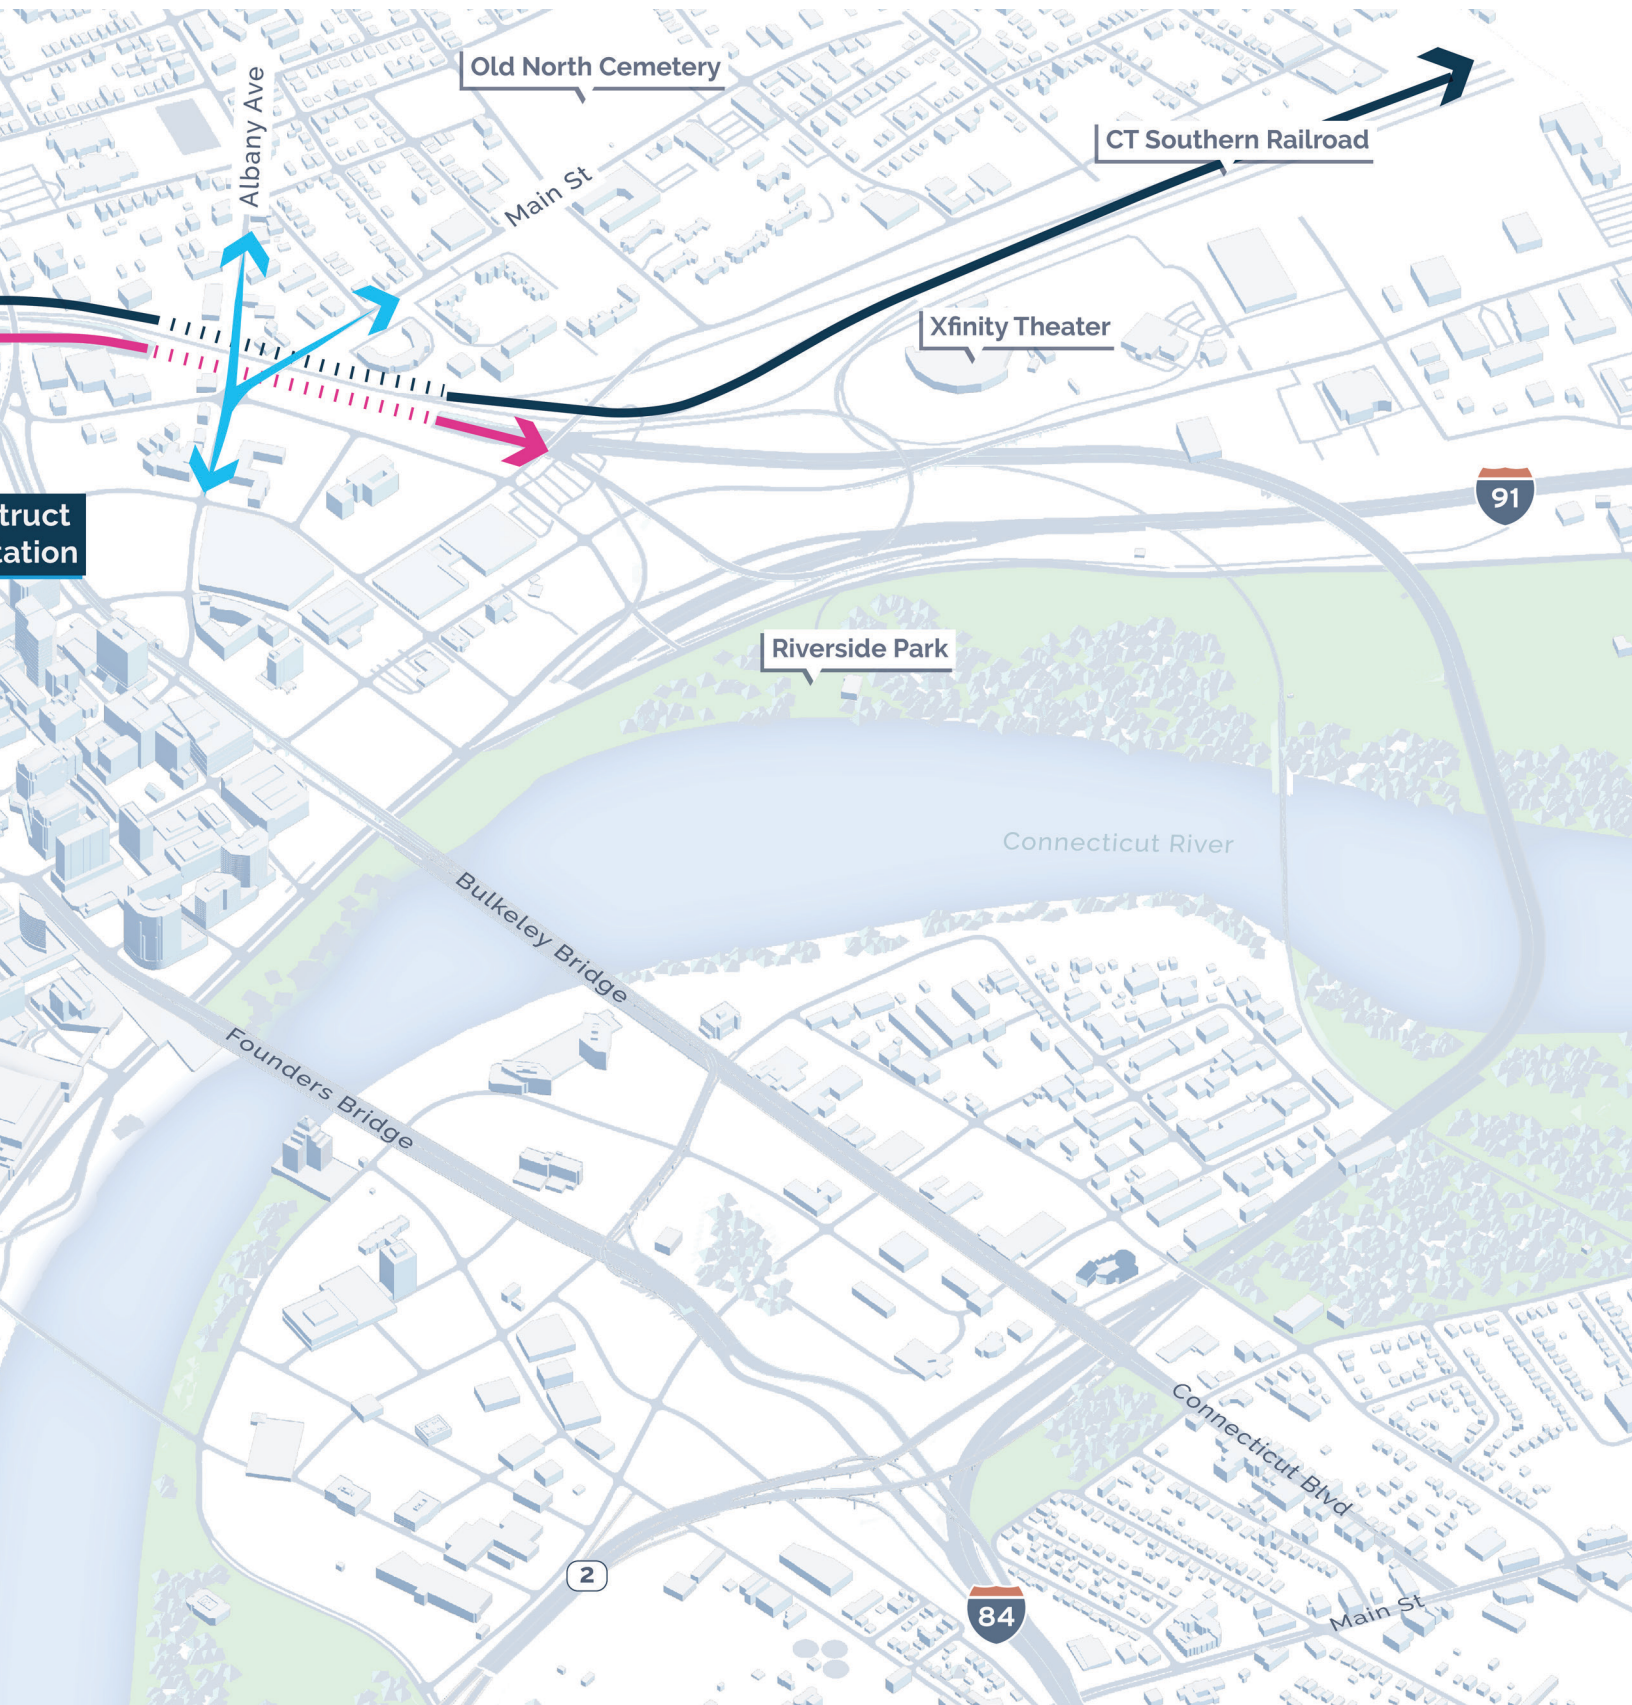 Old North Cemetery
Albany Ave
CT Southern Railroad
Main St
Xfinity Theater
91
truct
tation
Riverside Park
Connecticut River
Bulkeley Bridge
Founders Bridge
Connecticut Blvd
2
84
Main St